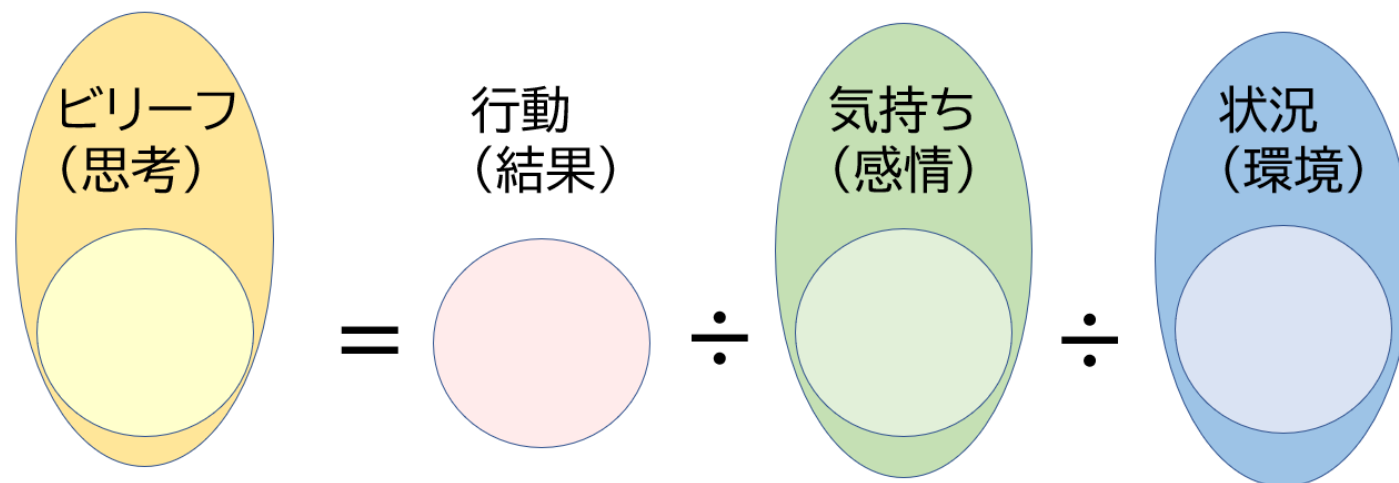 ビリーフ
（思考）
=
行動
（結果）
÷
気持ち
（感情）
÷
状況
（環境）